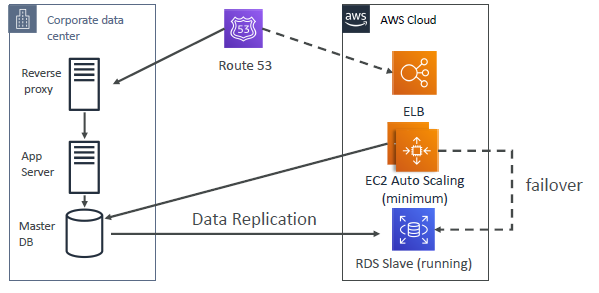 Corporate data
center
Route 53
53
aws
AWS Cloud
Reverse
proxy
ELB
App
Server
EC2 Auto Scaling
(minimum)
failover
Master
DB
Data Replication
RDS Slave (running)